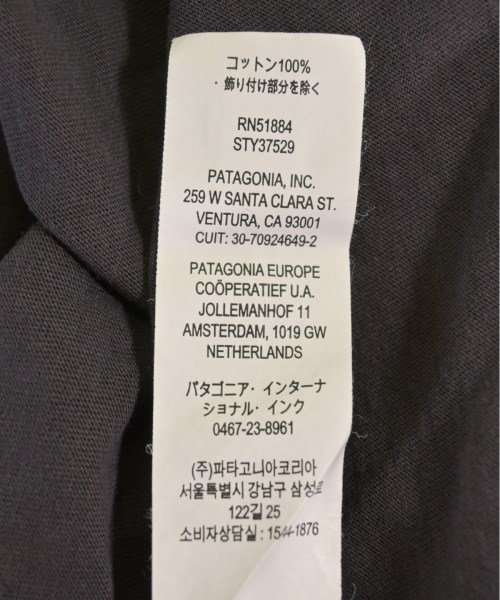 コットン100%
・飾り付け部分を除く
RN51884
STY37529
PATAGONIA, INC.
259 W SANTA CLARA ST.
VENTURA, CA 93001
CUIT: 30-70924649-2
PATAGONIA EUROPE
COÖPERATIEF U.A.
JOLLEMANHOF 11
AMSTERDAM, 1019 GW
NETHERLANDS
パタゴニア・インターナ
ショナル・インク
0467-23-8961
(주)파타고니아코리아
서울특별시 강남구 삼성로
122길 25
소비자상담실 : 1544-1876